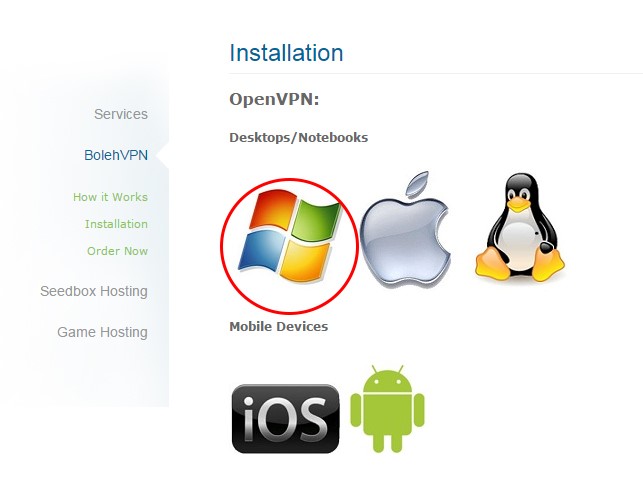 Installation
OpenVPN:
Desktops/Notebooks
Services
BolehVPN
How it Works
Installation
Order Now
Seedbox Hosting
Game Hosting
Mobile Devices
iOS